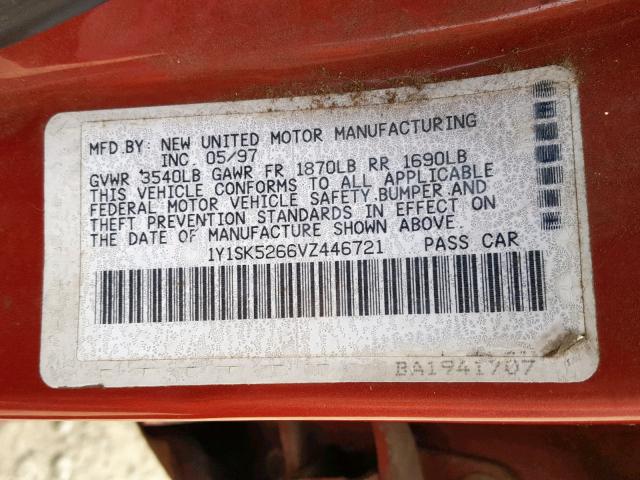 MFD.BY: NEW UNITED MOTOR MANUFACTURING
INC. 05/97
GVWR 3540LB GAWR FR 1870LB RR 1690LB
THIS VEHICLE CONFORMS TO ALL APPLICABLE
FEDERAL MOTOR VEHICLE SAFETY,BUMPER,AND
THEFT PREVENTION STANDARDS IN EFFECT ON
THE DATE OF MANUFACTURE SHOWN ABOVE.
1Y1SK5266VZ446721 PASS CAR
BA1941707